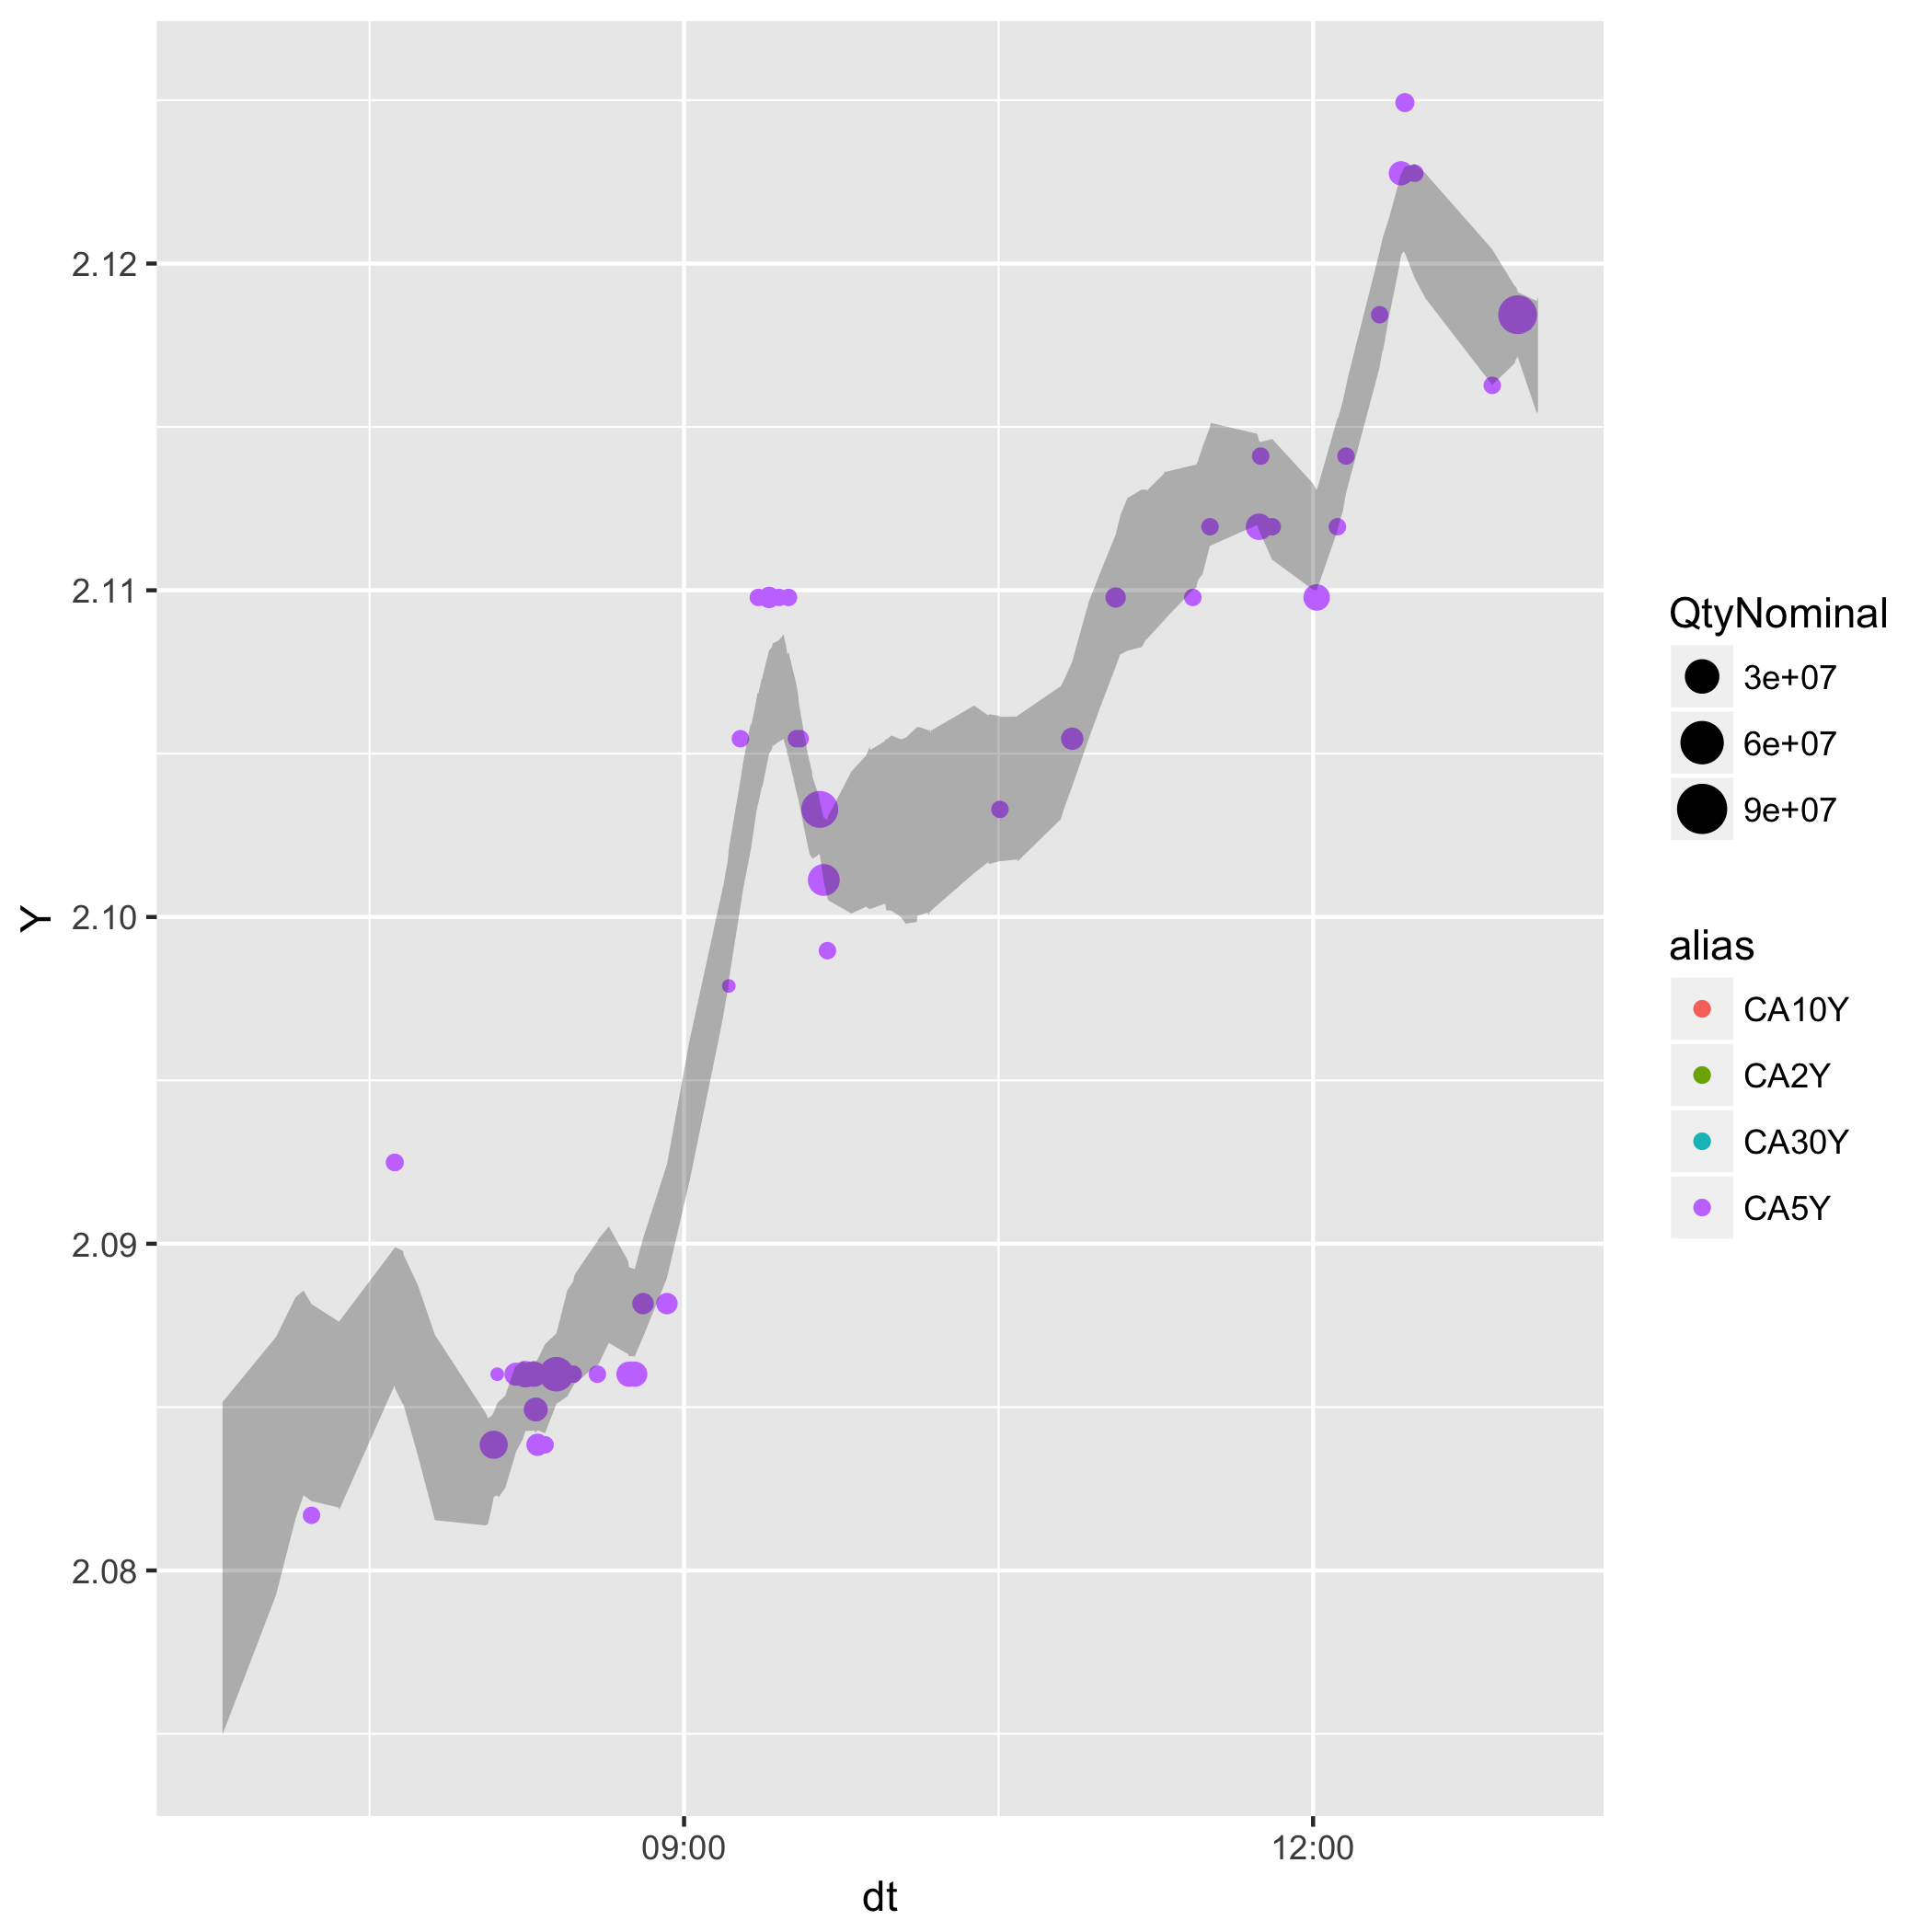 2.12
2.11
2.10
2.09
2.08
Y
09:00
12:00
dt
QtyNominal
3e+07
6e+07
9e+07
alias
CA10Y
CA2Y
CA30Y
CA5Y